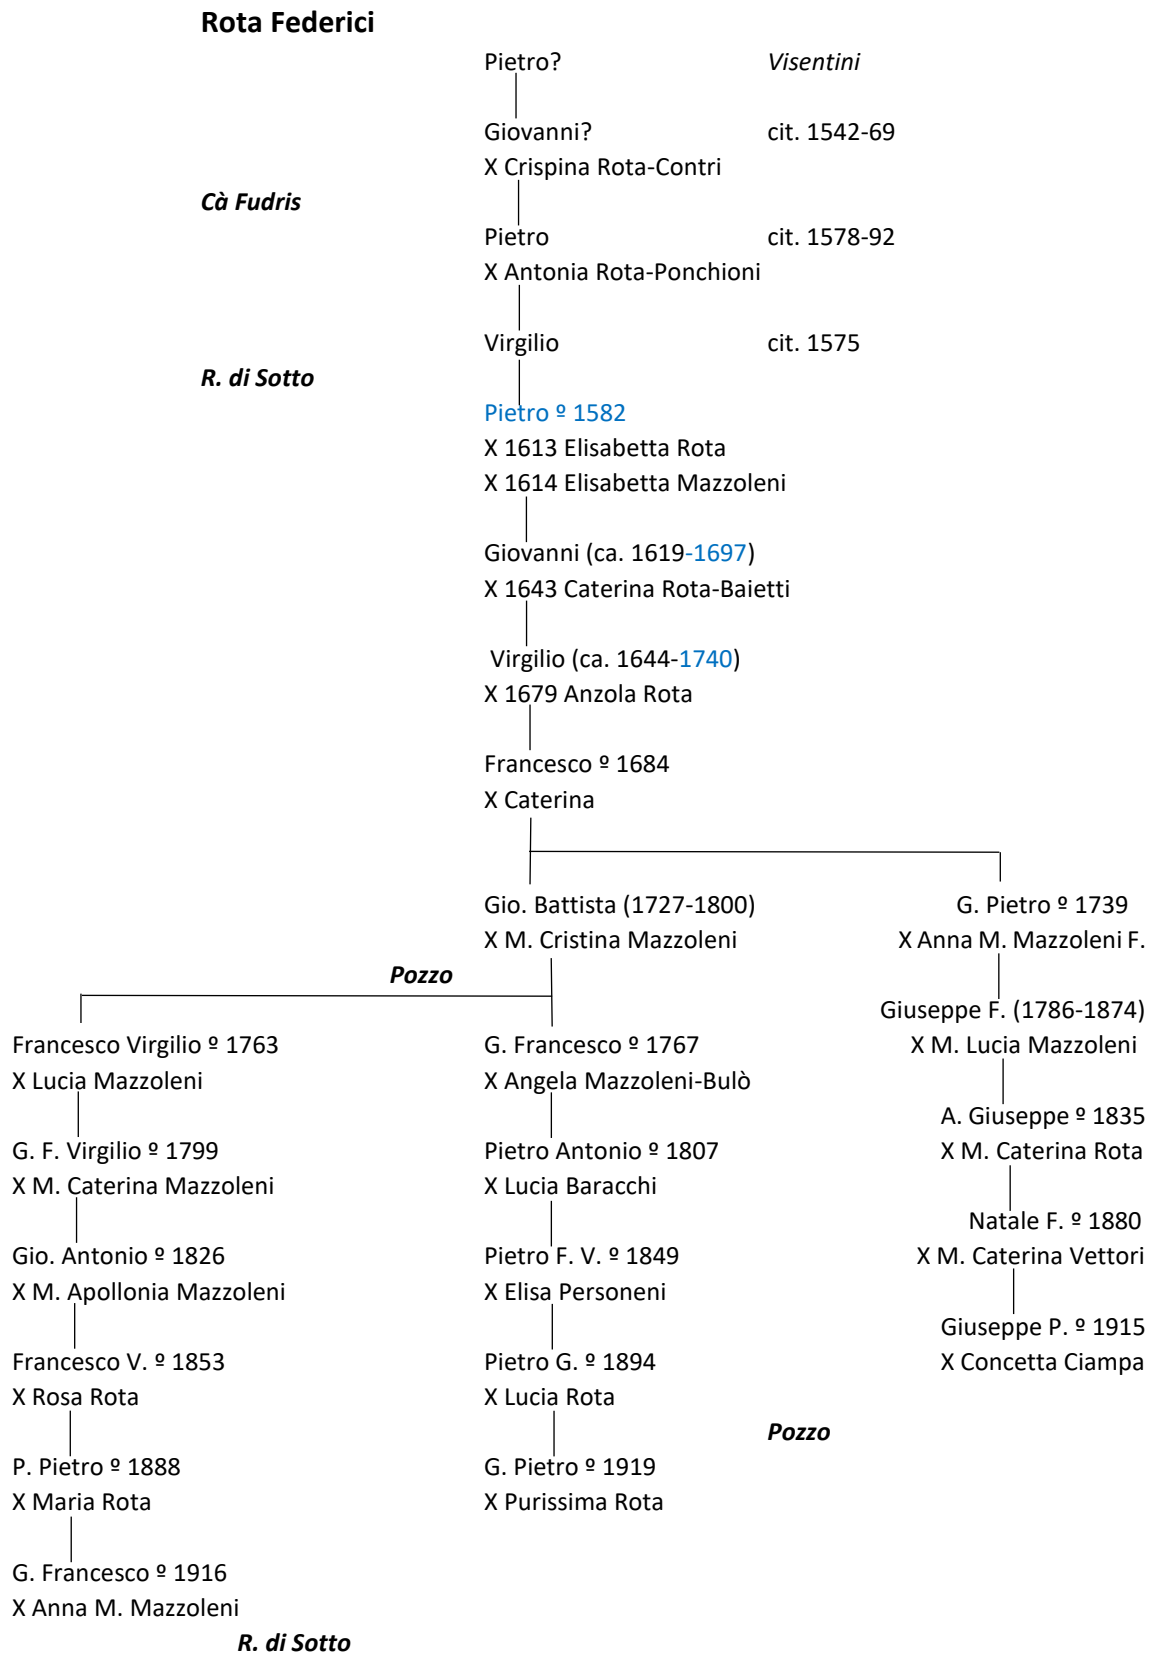 Rota Federici
Pietro? Visentini
Giovanni? cit. 1542-69
X Crispina Rota-Contri
Cà Fudris
Pietro cit. 1578-92
X Antonia Rota-Ponchioni
Virgilio cit. 1575
R. di Sotto
Pietro º 1582
X 1613 Elisabetta Rota
X 1614 Elisabetta Mazzoleni
Giovanni (ca. 1619-1697)
X 1643 Caterina Rota-Baietti
Virgilio (ca. 1644-1740)
X 1679 Anzola Rota
Francesco º 1684
X Caterina
Gio. Battista (1727-1800) G. Pietro º 1739
X M. Cristina Mazzoleni X Anna M. Mazzoleni F.
Pozzo
Giuseppe F. (1786-1874)
Francesco Virgilio º 1763 G. Francesco º 1767 X M. Lucia Mazzoleni
X Lucia Mazzoleni X Angela Mazzoleni-Bulò
A. Giuseppe º 1835
G. F. Virgilio º 1799 Pietro Antonio º 1807 X M. Caterina Rota
X M. Caterina Mazzoleni X Lucia Baracchi
Natale F. º 1880
Gio. Antonio º 1826 Pietro F. V. º 1849 X M. Caterina Vettori
X M. Apollonia Mazzoleni X Elisa Personeni
Giuseppe P. º 1915
Francesco V. º 1853 Pietro G. º 1894 X Concetta Ciampa
X Rosa Rota X Lucia Rota
Pozzo
P. Pietro º 1888 G. Pietro º 1919
X Maria Rota X Purissima Rota
G. Francesco º 1916
X Anna M. Mazzoleni
R. di Sotto